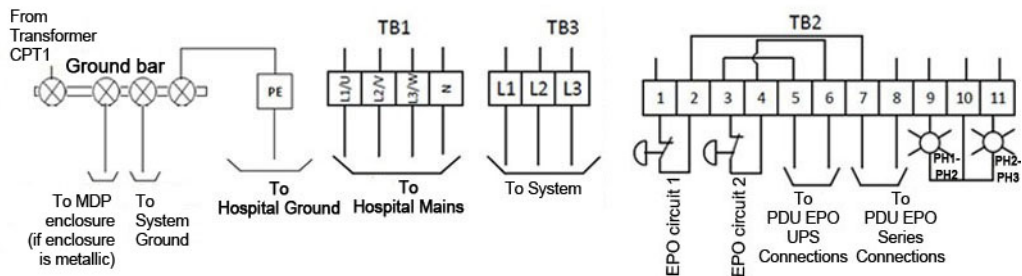 From
Transformer
CPT1
Ground bar
PE
To MDP
enclosure
(if enclosure
is metallic)
To
System
Ground
To
Hospital Ground
TB1
L1/U
L2/V
L3/W
N
To
Hospital Mains
TB3
L1 L2 L3
To System
TB2
1 2 3 4 5 6 7 8 9 10 11
EPO circuit 1
EPO circuit 2
To
PDU EPO
UPS
Connections
To
PDU EPO
Series
Connections
PH1-
PH2
PH2-
PH3